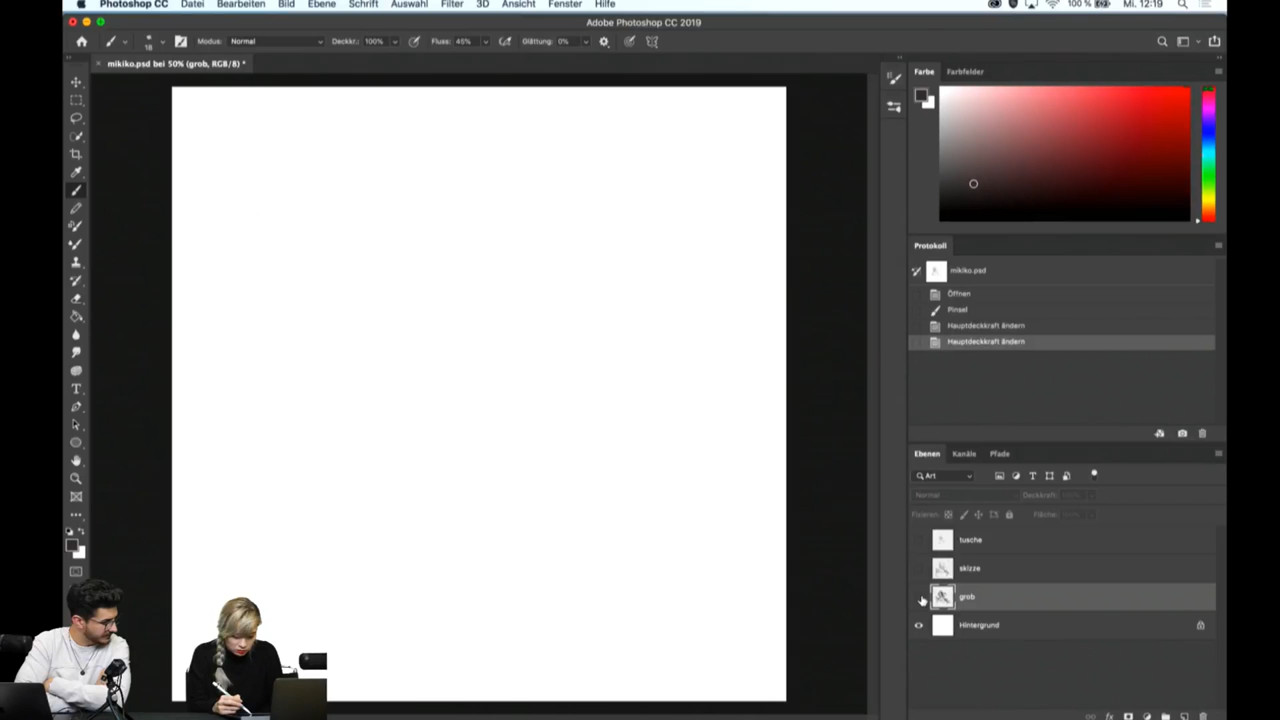 Photoshop CC Datei Bearbeiten Bild Ebene Schrift Auswahl Filter 3D Ansicht Fenster Hilfe 100 % Mi. 12:19
Adobe Photoshop CC 2019
18 Modus: Normal Deckkr.: 100% Fluss: 45% Glättung: 0%
mikiko.psd bei 50% (grob, RGB/8) *
Farbe Farbfelder
Protokoll
mikiko.psd
Öffnen
Pinsel
Hauptdeckkraft ändern
Hauptdeckkraft ändern
Ebenen Kanäle Pfade
Art
Normal Deckkraft:
Fixieren: Fläche:
tusche
skizze
grob
Hintergrund
fx